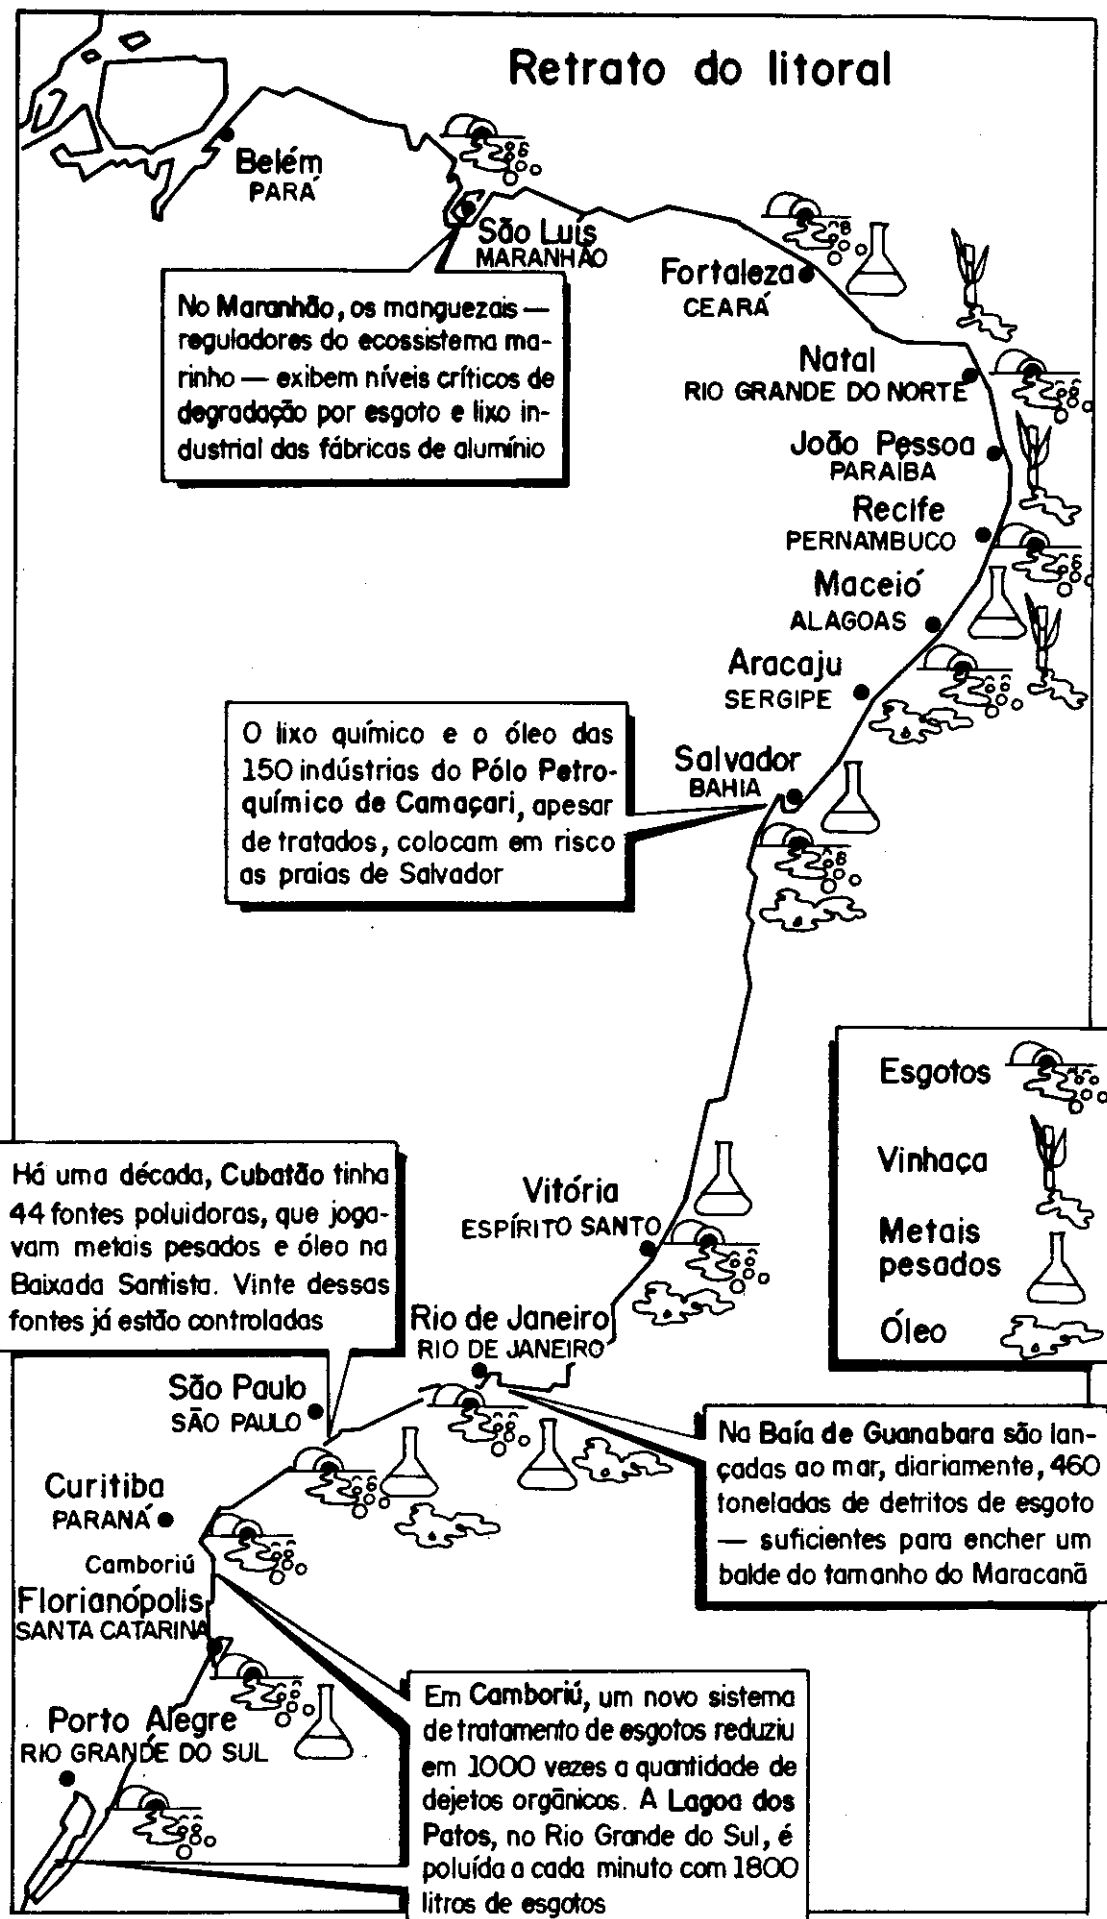 Retrato do litoral
Belém
PARÁ
São Luís
MARANHÃO
Fortaleza
CEARÁ
No Maranhão, os manguezais —
reguladores do ecossistema ma-
rinho — exibem níveis críticos de
degradação por esgoto e lixo in-
dustrial das fábricas de alumínio
Natal
RIO GRANDE DO NORTE
João Pessoa
PARAÍBA
Recife
PERNAMBUCO
Maceió
ALAGOAS
Aracaju
SERGIPE
O lixo químico e o óleo das
150 indústrias do Pólo Petro-
químico de Camaçari, apesar
de tratados, colocam em risco
as praias de Salvador
Salvador
BAHIA
Esgotos
Vinhaça
Metais
pesados
Óleo
Há uma década, Cubatão tinha
44 fontes poluidoras, que joga-
vam metais pesados e óleo na
Baixada Santista. Vinte dessas
fontes já estão controladas
Vitória
ESPÍRITO SANTO
Rio de Janeiro
RIO DE JANEIRO
São Paulo
SÃO PAULO
Na Baía de Guanabara são lan-
çadas ao mar, diariamente, 460
toneladas de detritos de esgoto
— suficientes para encher um
balde do tamanho do Maracanã
Curitiba
PARANÁ
Camboriú
Florianópolis
SANTA CATARINA
Porto Alegre
RIO GRANDE DO SUL
Em Camboriú, um novo sistema
de tratamento de esgotos reduziu
em 1000 vezes a quantidade de
dejetos orgânicos. A Lagoa dos
Patos, no Rio Grande do Sul, é
poluída a cada minuto com 1800
litros de esgotos